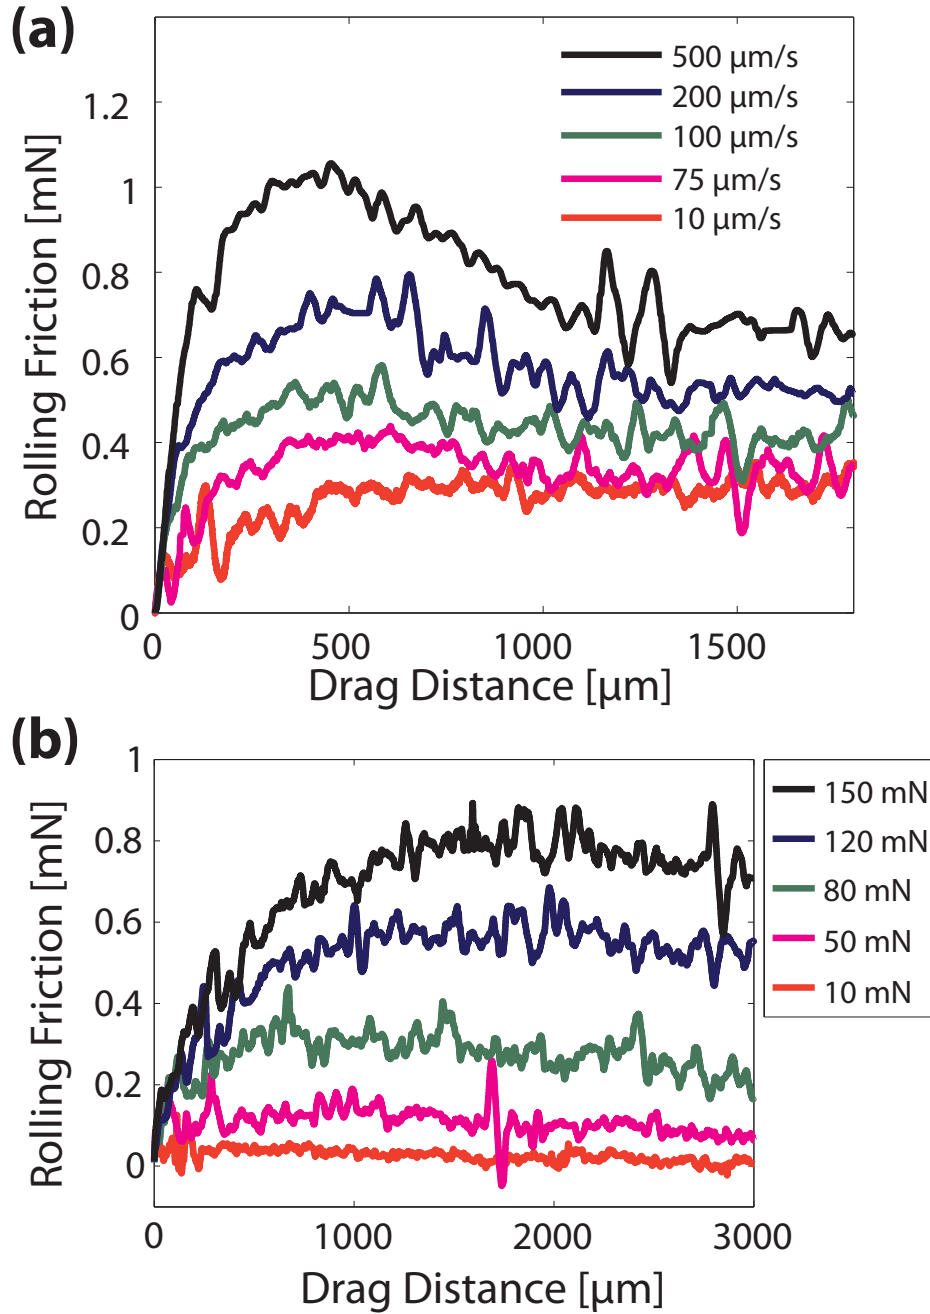 (a)
Rolling Friction [mN]
1.2
1
0.8
0.6
0.4
0.2
0
500 µm/s
200 µm/s
100 µm/s
75 µm/s
10 µm/s
0 500 1000 1500
Drag Distance [µm]
(b)
Rolling Friction [mN]
1
0.8
0.6
0.4
0.2
0
150 mN
120 mN
80 mN
50 mN
10 mN
0 1000 2000 3000
Drag Distance [µm]